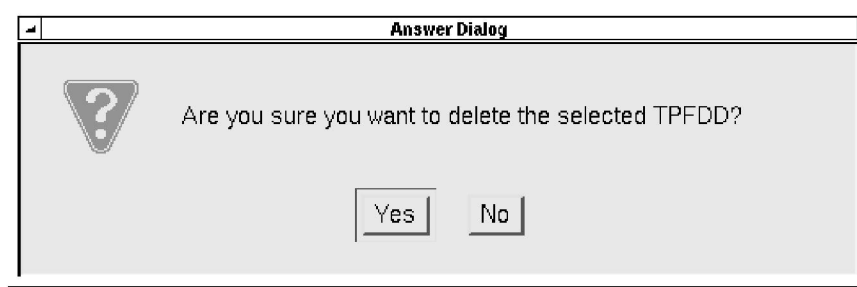 Answer Dialog
Are you sure you want to delete the selected TPFDD?
Yes No